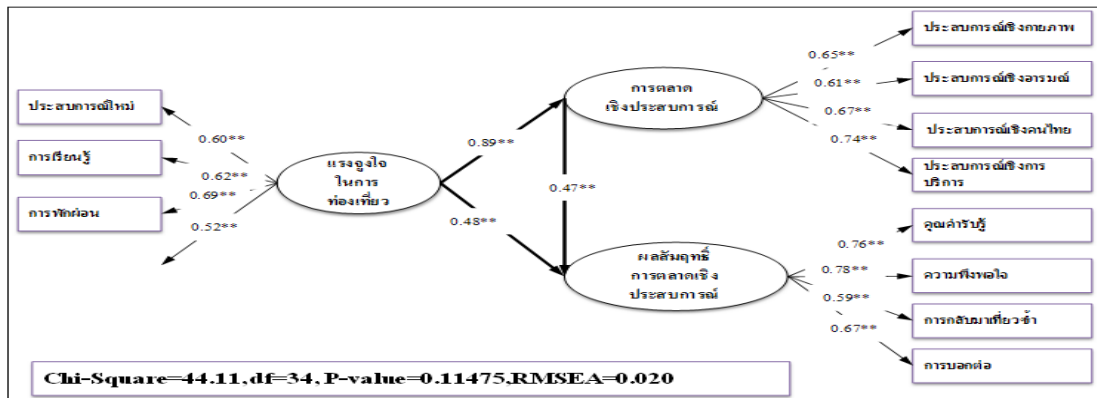 ประสบการณ์เชิงกายภาพ
0.65**
การตลาด
เชิงประสบการณ์
0.61**
ประสบการณ์เชิงอารมณ์
ประสบการณ์ใหม่
0.67**
ประสบการณ์เชิงคนไทย
0.60**
0.89**
0.74**
การเรียนรู้
แรงจูงใจ
ในการ
ท่องเที่ยว
ประสบการณ์เชิงการ
บริการ
0.62**
0.47**
0.69**
การพักผ่อน
0.48**
0.52**
คุณค่ารับรู้
ผลสัมฤทธิ์
การตลาดเชิง
ประสบการณ์
0.76**
0.78**
ความพึงพอใจ
0.59**
การกลับมาเที่ยวซ้ำ
0.67**
การบอกต่อ
Chi-Square=44.11,df=34,P-value=0.11475,RMSEA=0.020